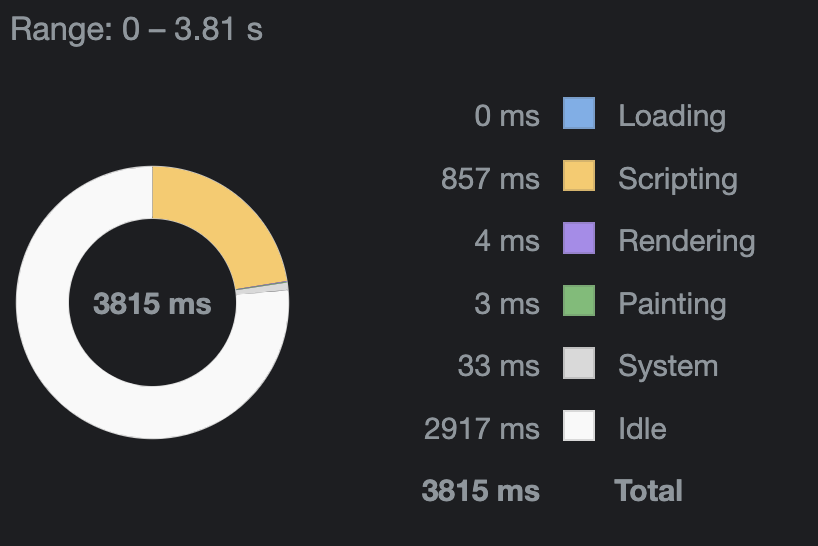 Range: 0 – 3.81 s
0 ms Loading
857 ms Scripting
4 ms Rendering
3815 ms
3 ms Painting
33 ms System
2917 ms Idle
3815 ms Total